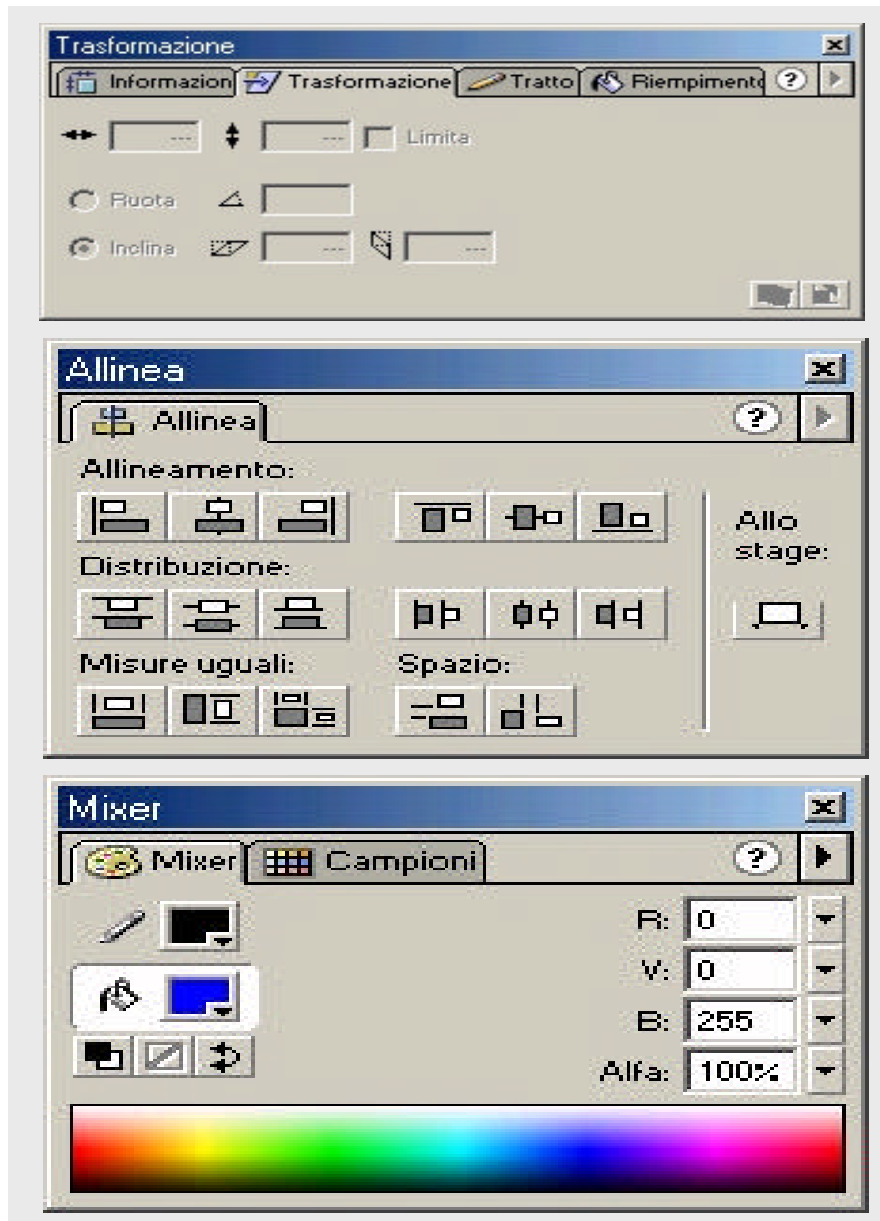 Trasformazione
Informazion Trasformazione Tratto Riempimento ?
--- --- Limita
Ruota
Inclina --- ---
Allinea
Allinea ?
Allineamento:
Allo
stage:
Distribuzione:
Misure uguali: Spazio:
Mixer
Mixer Campioni ?
R: 0
V: 0
B: 255
Alfa: 100%